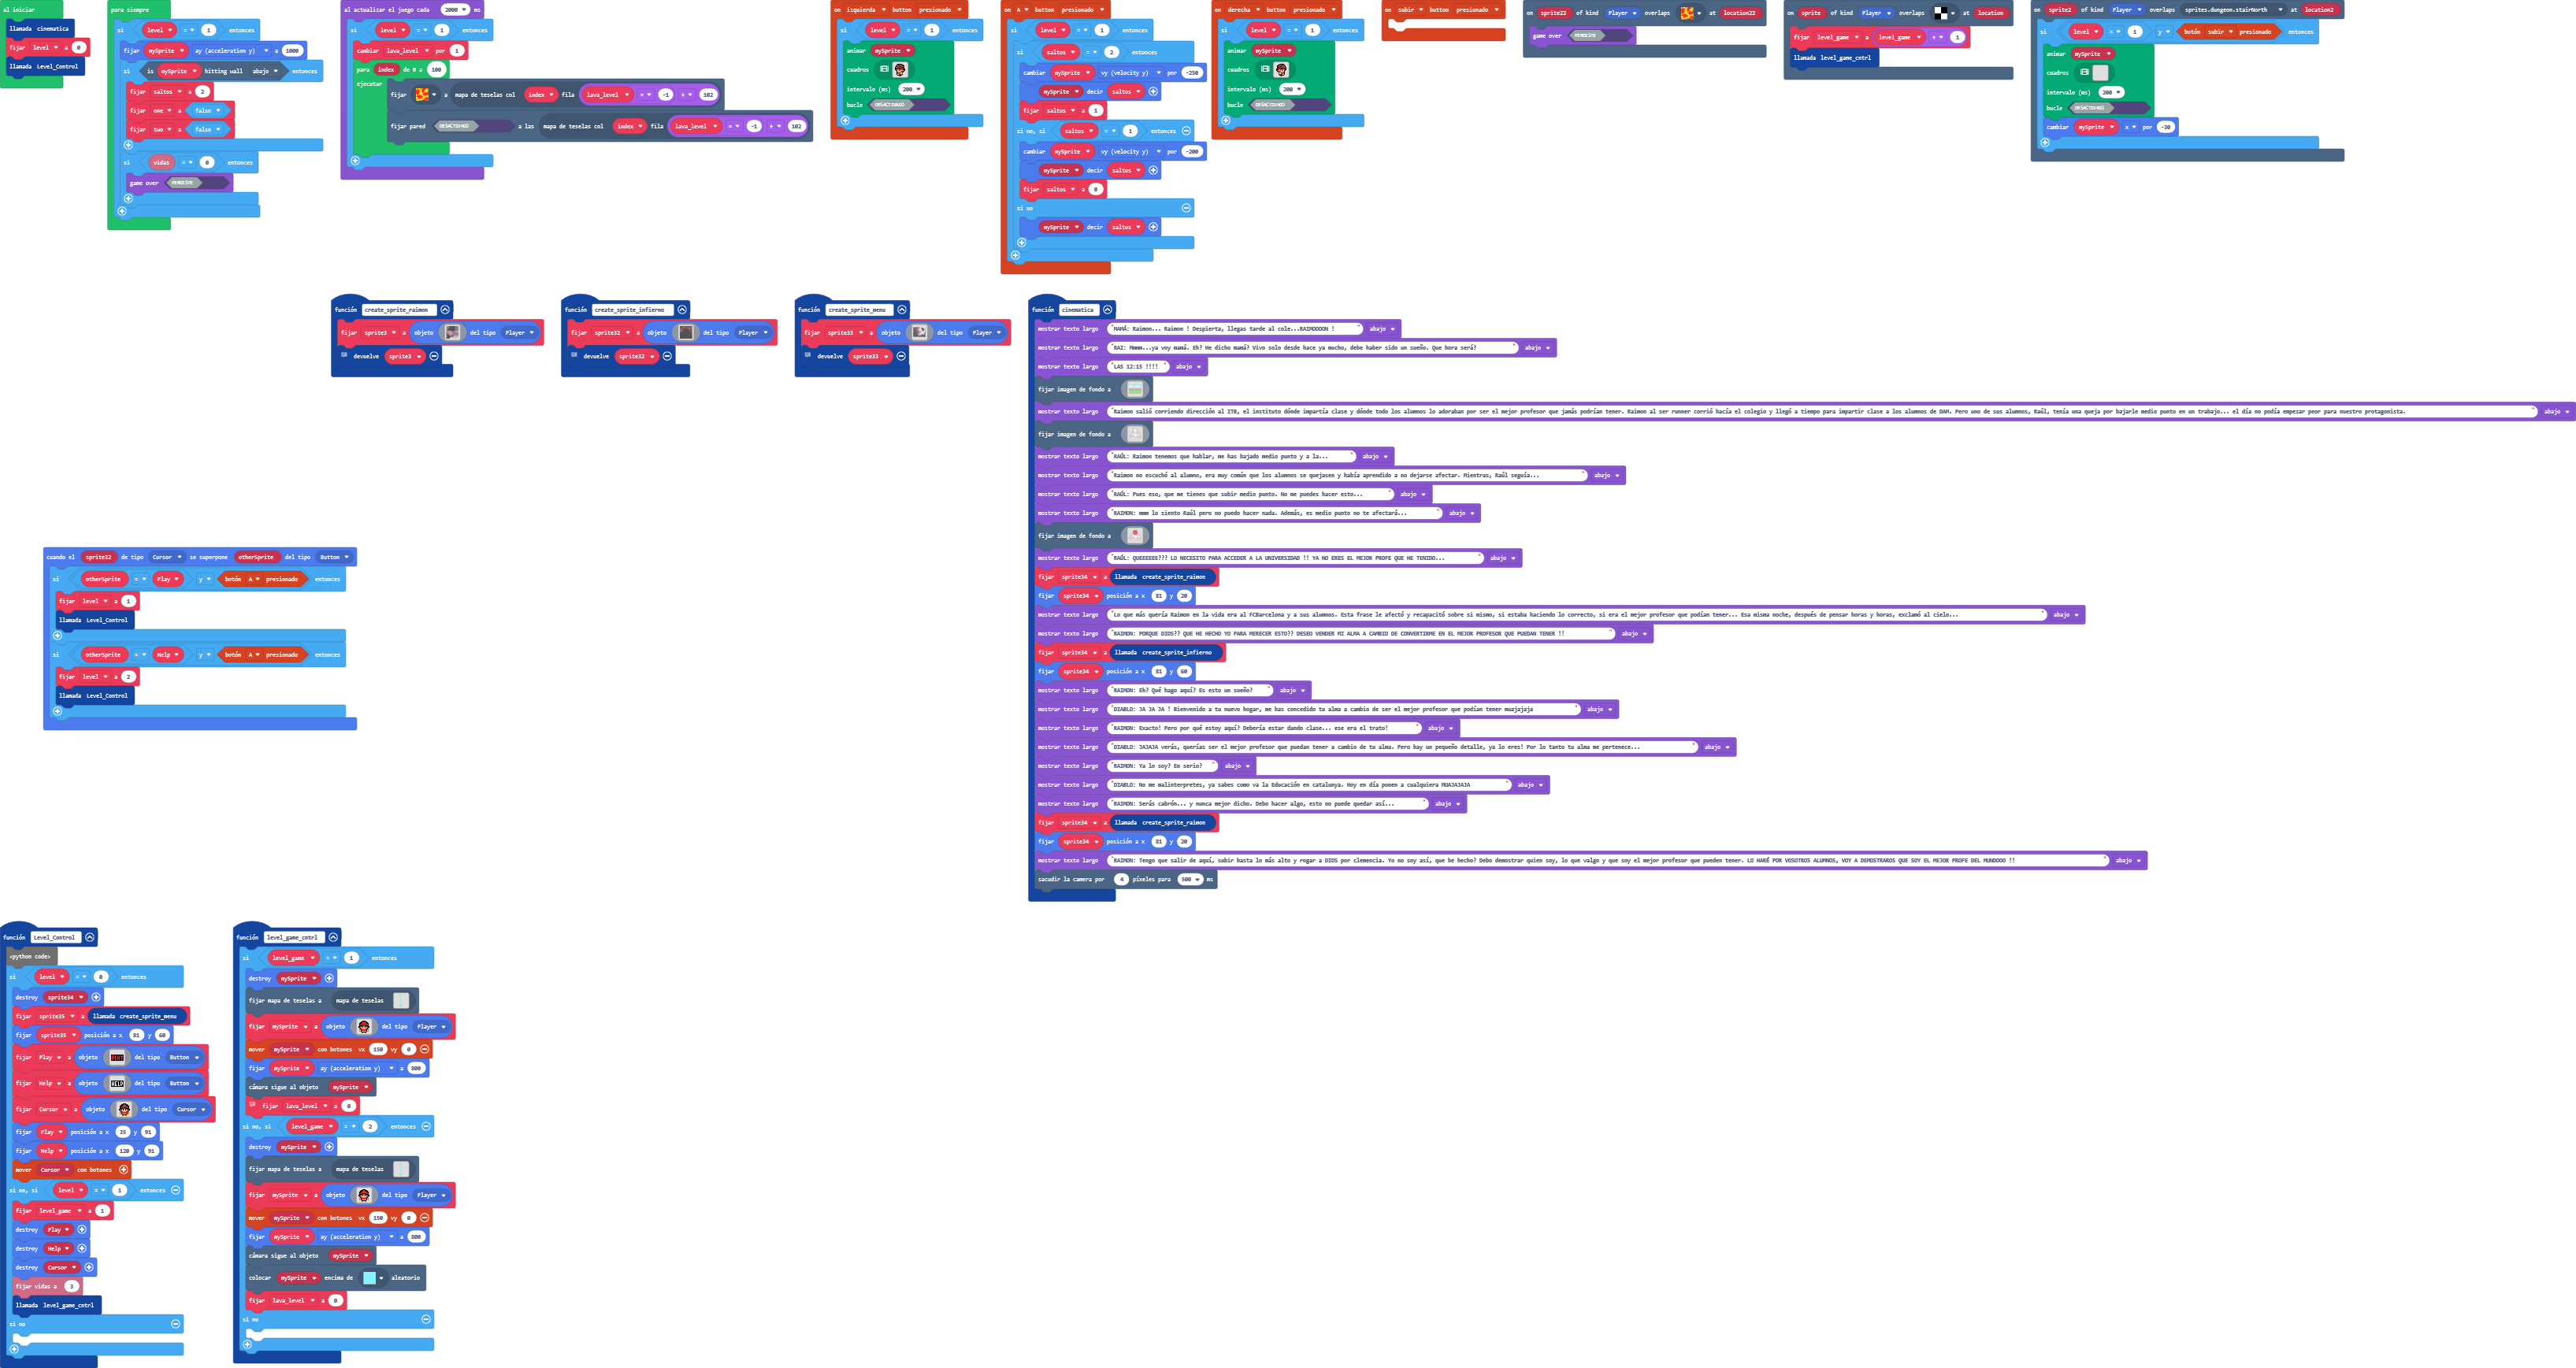 al iniciar
llamada cinematica
fijar level a 0
llamada Level_Control
para siempre
si level = 1 entonces
fijar mySprite ay (acceleration y) a 1000
si is mySprite hitting wall abajo entonces
fijar saltos a 2
fijar one a false
fijar two a false
si vidas = 0 entonces
game over PERDISTE
al actualizar el juego cada 2000 ms
si level = 1 entonces
cambiar lava_level por 1
para index de 0 a 100
ejecutar
fijar a mapa de teselas col index fila lava_level × -1 + 102
fijar pared DESACTIVADO a las mapa de teselas col index fila lava_level × -1 + 102
on izquierda button presionado
si level = 1 entonces
animar mySprite
cuadros
intervalo (ms) 200
bucle DESACTIVADO
on A button presionado
si level = 1 entonces
si saltos = 2 entonces
cambiar mySprite vy (velocity y) por -250
mySprite decir saltos
fijar saltos a 1
si no, si saltos = 1 entonces
cambiar mySprite vy (velocity y) por -200
mySprite decir saltos
fijar saltos a 0
si no
mySprite decir saltos
on derecha button presionado
si level = 1 entonces
animar mySprite
cuadros
intervalo (ms) 200
bucle DESACTIVADO
on subir button presionado
on sprite22 of kind Player overlaps at location22
game over PERDISTE
on sprite of kind Player overlaps at location
fijar level_game a level_game + 1
llamada level_game_cntrl
on sprite2 of kind Player overlaps sprites.dungeon.stairNorth at location2
si level = 1 y botón subir presionado entonces
animar mySprite
cuadros
intervalo (ms) 200
bucle DESACTIVADO
cambiar mySprite x por -30
función create_sprite_raimon
fijar sprite3 a objeto del tipo Player
devuelve sprite3
función create_sprite_infierno
fijar sprite32 a objeto del tipo Player
devuelve sprite32
función create_sprite_menu
fijar sprite33 a objeto del tipo Player
devuelve sprite33
función cinematica
mostrar texto largo "MAMÁ: Raimon... Raimon ! Despierta, llegas tarde al cole...RAIMOOOON ! " abajo
mostrar texto largo "RAI: Mmmm...ya voy mamá. Eh? He dicho mamá? Vivo solo desde hace ya mucho, debe haber sido un sueño. Que hora será? " abajo
mostrar texto largo "LAS 12:15 !!!! " abajo
fijar imagen de fondo a
mostrar texto largo "Raimon salió corriendo dirección al ITB, el instituto dónde impartía clase y dónde todo los alumnos lo adoraban por ser el mejor profesor que jamás podrían tener. Raimon al ser runner corrió hacía el colegio y llegó a tiempo para impartir clase a los alumnos de DAM. Pero uno de sus alumnos, Raúl, tenía una queja por bajarle medio punto en un trabajo... el día no podía empezar peor para nuestro protagonista. " abajo
fijar imagen de fondo a
mostrar texto largo "RAÚL: Raimon tenemos que hablar, me has bajado medio punto y a la... " abajo
mostrar texto largo "Raimon no escuchó al alumno, era muy común que los alumnos se quejasen y había aprendido a no dejarse afectar. Mientras, Raúl seguía... " abajo
mostrar texto largo "RAÚL: Pues eso, que me tienes que subir medio punto. No me puedes hacer esto... " abajo
mostrar texto largo "RAIMON: mmm lo siento Raúl pero no puedo hacer nada. Además, es medio punto no te afectará... " abajo
fijar imagen de fondo a
mostrar texto largo "RAÚL: QUEEEEEE??? LO NECESITO PARA ACCEDER A LA UNIVERSIDAD !! YA NO ERES EL MEJOR PROFE QUE HE TENIDO... " abajo
fijar sprite34 a llamada create_sprite_raimon
fijar sprite34 posición a x 81 y 20
mostrar texto largo "Lo que más quería Raimon en la vida era al FCBarcelona y a sus alumnos. Esta frase le afectó y recapacitó sobre si mismo, si estaba haciendo lo correcto, si era el mejor profesor que podían tener... Esa misma noche, después de pensar horas y horas, exclamó al cielo... " abajo
mostrar texto largo "RAIMON: PORQUE DIOS?? QUE HE HECHO YO PARA MERECER ESTO?? DESEO VENDER MI ALMA A CAMBIO DE CONVERTIRME EN EL MEJOR PROFESOR QUE PUEDAN TENER !! " abajo
fijar sprite34 a llamada create_sprite_infierno
fijar sprite34 posición a x 81 y 60
mostrar texto largo "RAIMON: Eh? Qué hago aquí? Es esto un sueño? " abajo
mostrar texto largo "DIABLO: JA JA JA ! Bienvenido a tu nuevo hogar, me has concedido tu alma a cambio de ser el mejor profesor que podían tener muajajaja " abajo
mostrar texto largo "RAIMON: Exacto! Pero por qué estoy aquí? Debería estar dando clase... ese era el trato! " abajo
mostrar texto largo "DIABLO: JAJAJA verás, querías ser el mejor profesor que puedan tener a cambio de tu alma. Pero hay un pequeño detalle, ya lo eres! Por lo tanto tu alma me pertenece... " abajo
mostrar texto largo "RAIMON: Ya lo soy? En serio? " abajo
mostrar texto largo "DIABLO: No me malinterpretes, ya sabes como va la Educación en catalunya. Hoy en día ponen a cualquiera MUAJAJAJA " abajo
mostrar texto largo "RAIMON: Serás cabrón... y nunca mejor dicho. Debo hacer algo, esto no puede quedar así... " abajo
fijar sprite34 a llamada create_sprite_raimon
fijar sprite34 posición a x 81 y 20
mostrar texto largo "RAIMON: Tengo que salir de aquí, subir hasta lo más alto y rogar a DIOS por clemencia. Yo no soy así, que he hecho? Debo demostrar quien soy, lo que valgo y que soy el mejor profesor que pueden tener. LO HARÉ POR VOSOTROS ALUMNOS, VOY A DEMOSTRAROS QUE SOY EL MEJOR PROFE DEL MUNDOOO !! " abajo
sacudir la camera por 4 píxeles para 500 ms
cuando el sprite32 de tipo Cursor se superpone otherSprite del tipo Button
si otherSprite = Play y botón A presionado entonces
fijar level a 1
llamada Level_Control
si otherSprite = Help y botón A presionado entonces
fijar level a 2
llamada Level_Control
función Level_Control
<python code>
si level = 0 entonces
destroy sprite34
fijar sprite35 a llamada create_sprite_menu
fijar sprite35 posición a x 81 y 60
fijar Play a objeto PLAY del tipo Button
fijar Help a objeto HELP del tipo Button
fijar Cursor a objeto del tipo Cursor
fijar Play posición a x 35 y 91
fijar Help posición a x 120 y 91
mover Cursor con botones
si no, si level = 1 entonces
fijar level_game a 1
destroy Play
destroy Help
destroy Cursor
fijar vidas a 3
llamada level_game_cntrl
si no
función level_game_cntrl
si level_game = 1 entonces
destroy mySprite
fijar mapa de teselas a mapa de teselas
fijar mySprite a objeto del tipo Player
mover mySprite con botones vx 150 vy 0
fijar mySprite ay (acceleration y) a 800
cámara sigue al objeto mySprite
fijar lava_level a 0
si no, si level_game = 2 entonces
destroy mySprite
fijar mapa de teselas a mapa de teselas
fijar mySprite a objeto del tipo Player
mover mySprite con botones vx 150 vy 0
fijar mySprite ay (acceleration y) a 800
cámara sigue al objeto mySprite
colocar mySprite encima de aleatorio
fijar lava_level a 0
si no